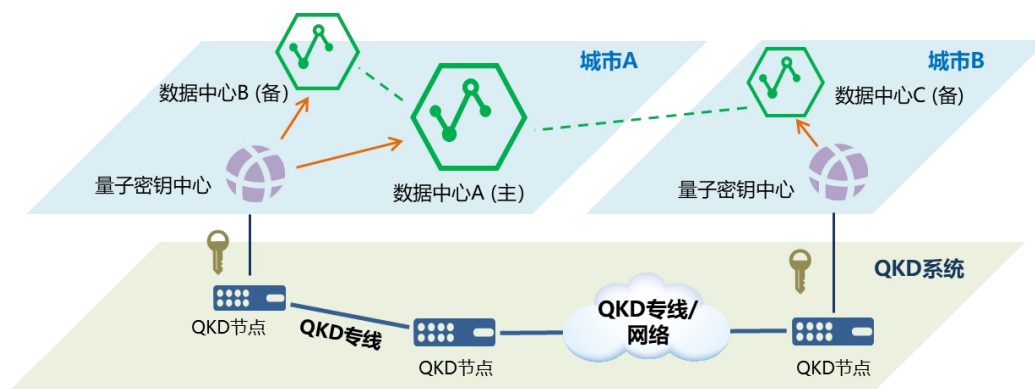 城市A
城市B
数据中心B (备)
数据中心C (备)
量子密钥中心
数据中心A (主)
量子密钥中心
QKD系统
QKD节点
QKD专线
QKD专线/
网络
QKD节点
QKD节点